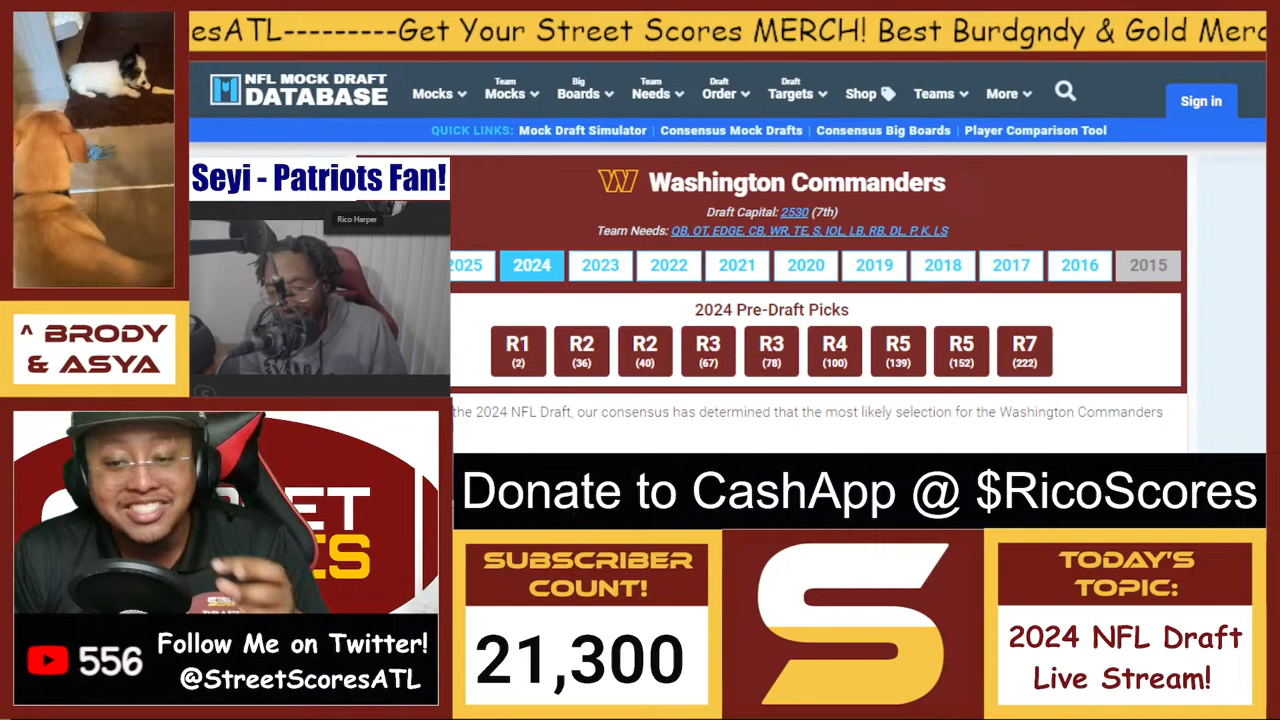 esATL---------Get Your Street Scores MERCH! Best Burdgndy & Gold Merc
NFL MOCK DRAFT
DATABASE
Mocks
Team
Mocks
Big
Boards
Team
Needs
Draft
Order
Draft
Targets
Shop
Teams
More
Sign in
QUICK LINKS: Mock Draft Simulator | Consensus Mock Drafts | Consensus Big Boards | Player Comparison Tool
Seyi - Patriots Fan!
Rico Harper
Washington Commanders
Draft Capital: 2530 (7th)
Team Needs: QB, OT, EDGE, CB, WR, TE, S, IOL, LB, RB, DL, P, K, LS
2025 2024 2023 2022 2021 2020 2019 2018 2017 2016 2015
2024 Pre-Draft Picks
R1 R2 R2 R3 R3 R4 R5 R5 R7
(2) (36) (40) (67) (78) (100) (139) (152) (222)
the 2024 NFL Draft, our consensus has determined that the most likely selection for the Washington Commanders
^ BRODY
& ASYA
Donate to CashApp @ $RicoScores
SUBSCRIBER
COUNT!
21,300
S
TODAY'S
TOPIC:
2024 NFL Draft
Live Stream!
556
Follow Me on Twitter!
@StreetScoresATL